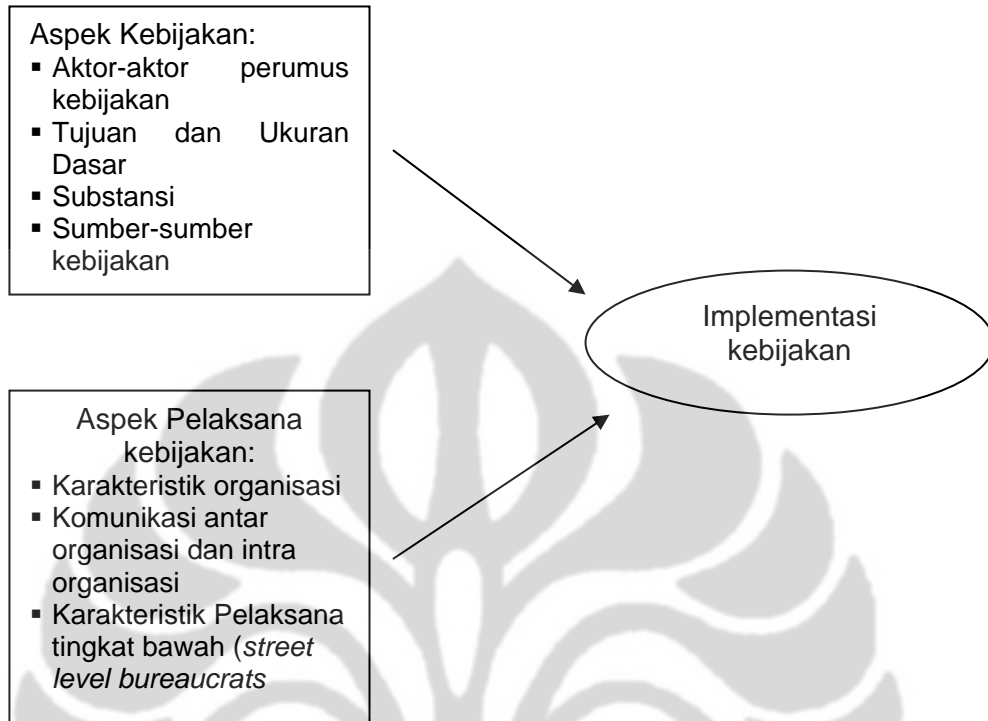 Aspek Kebijakan:
▪ Aktor-aktor perumus
kebijakan
▪ Tujuan dan Ukuran
Dasar
▪ Substansi
▪ Sumber-sumber
kebijakan
Implementasi
kebijakan
Aspek Pelaksana
kebijakan:
▪ Karakteristik organisasi
▪ Komunikasi antar
organisasi dan intra
organisasi
▪ Karakteristik Pelaksana
tingkat bawah (street
level bureaucrats